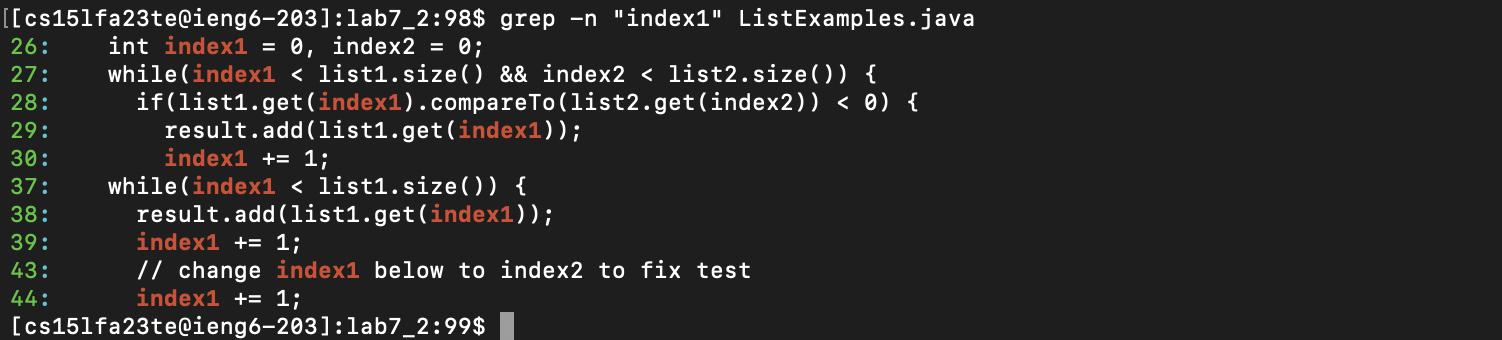 [[cs15lfa23te@ieng6-203]:lab7_2:98$ grep -n "index1" ListExamples.java
26:    int index1 = 0, index2 = 0;
27:    while(index1 < list1.size() && index2 < list2.size()) {
28:      if(list1.get(index1).compareTo(list2.get(index2)) < 0) {
29:        result.add(list1.get(index1));
30:        index1 += 1;
37:    while(index1 < list1.size()) {
38:      result.add(list1.get(index1));
39:      index1 += 1;
43:      // change index1 below to index2 to fix test
44:      index1 += 1;
[cs15lfa23te@ieng6-203]:lab7_2:99$